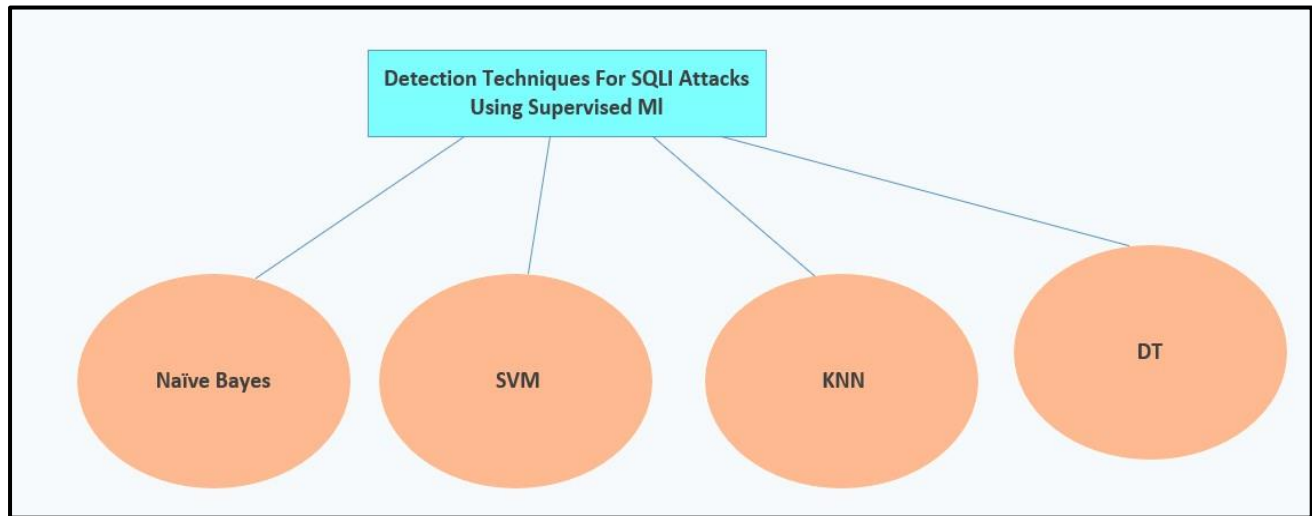 Detection Techniques For SQLI Attacks
Using Supervised Ml
Naïve Bayes
SVM
KNN
DT